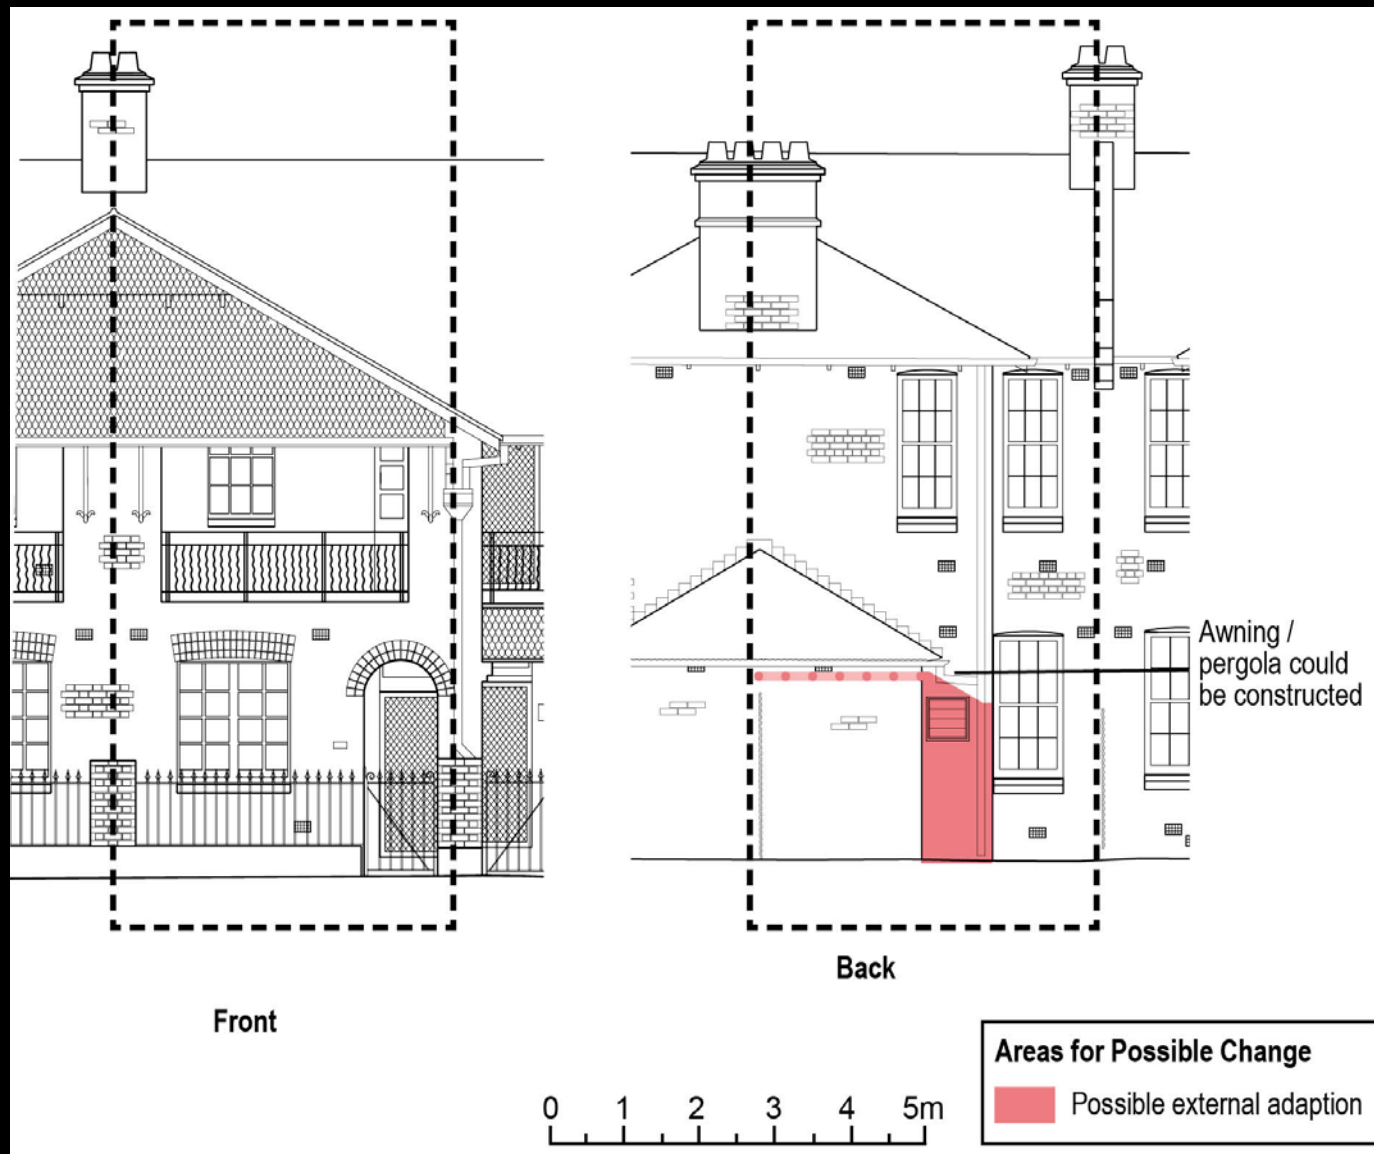 Awning /
pergola could
be constructed
Back
Front
Areas for Possible Change
Possible external adaption
0 1 2 3 4 5m